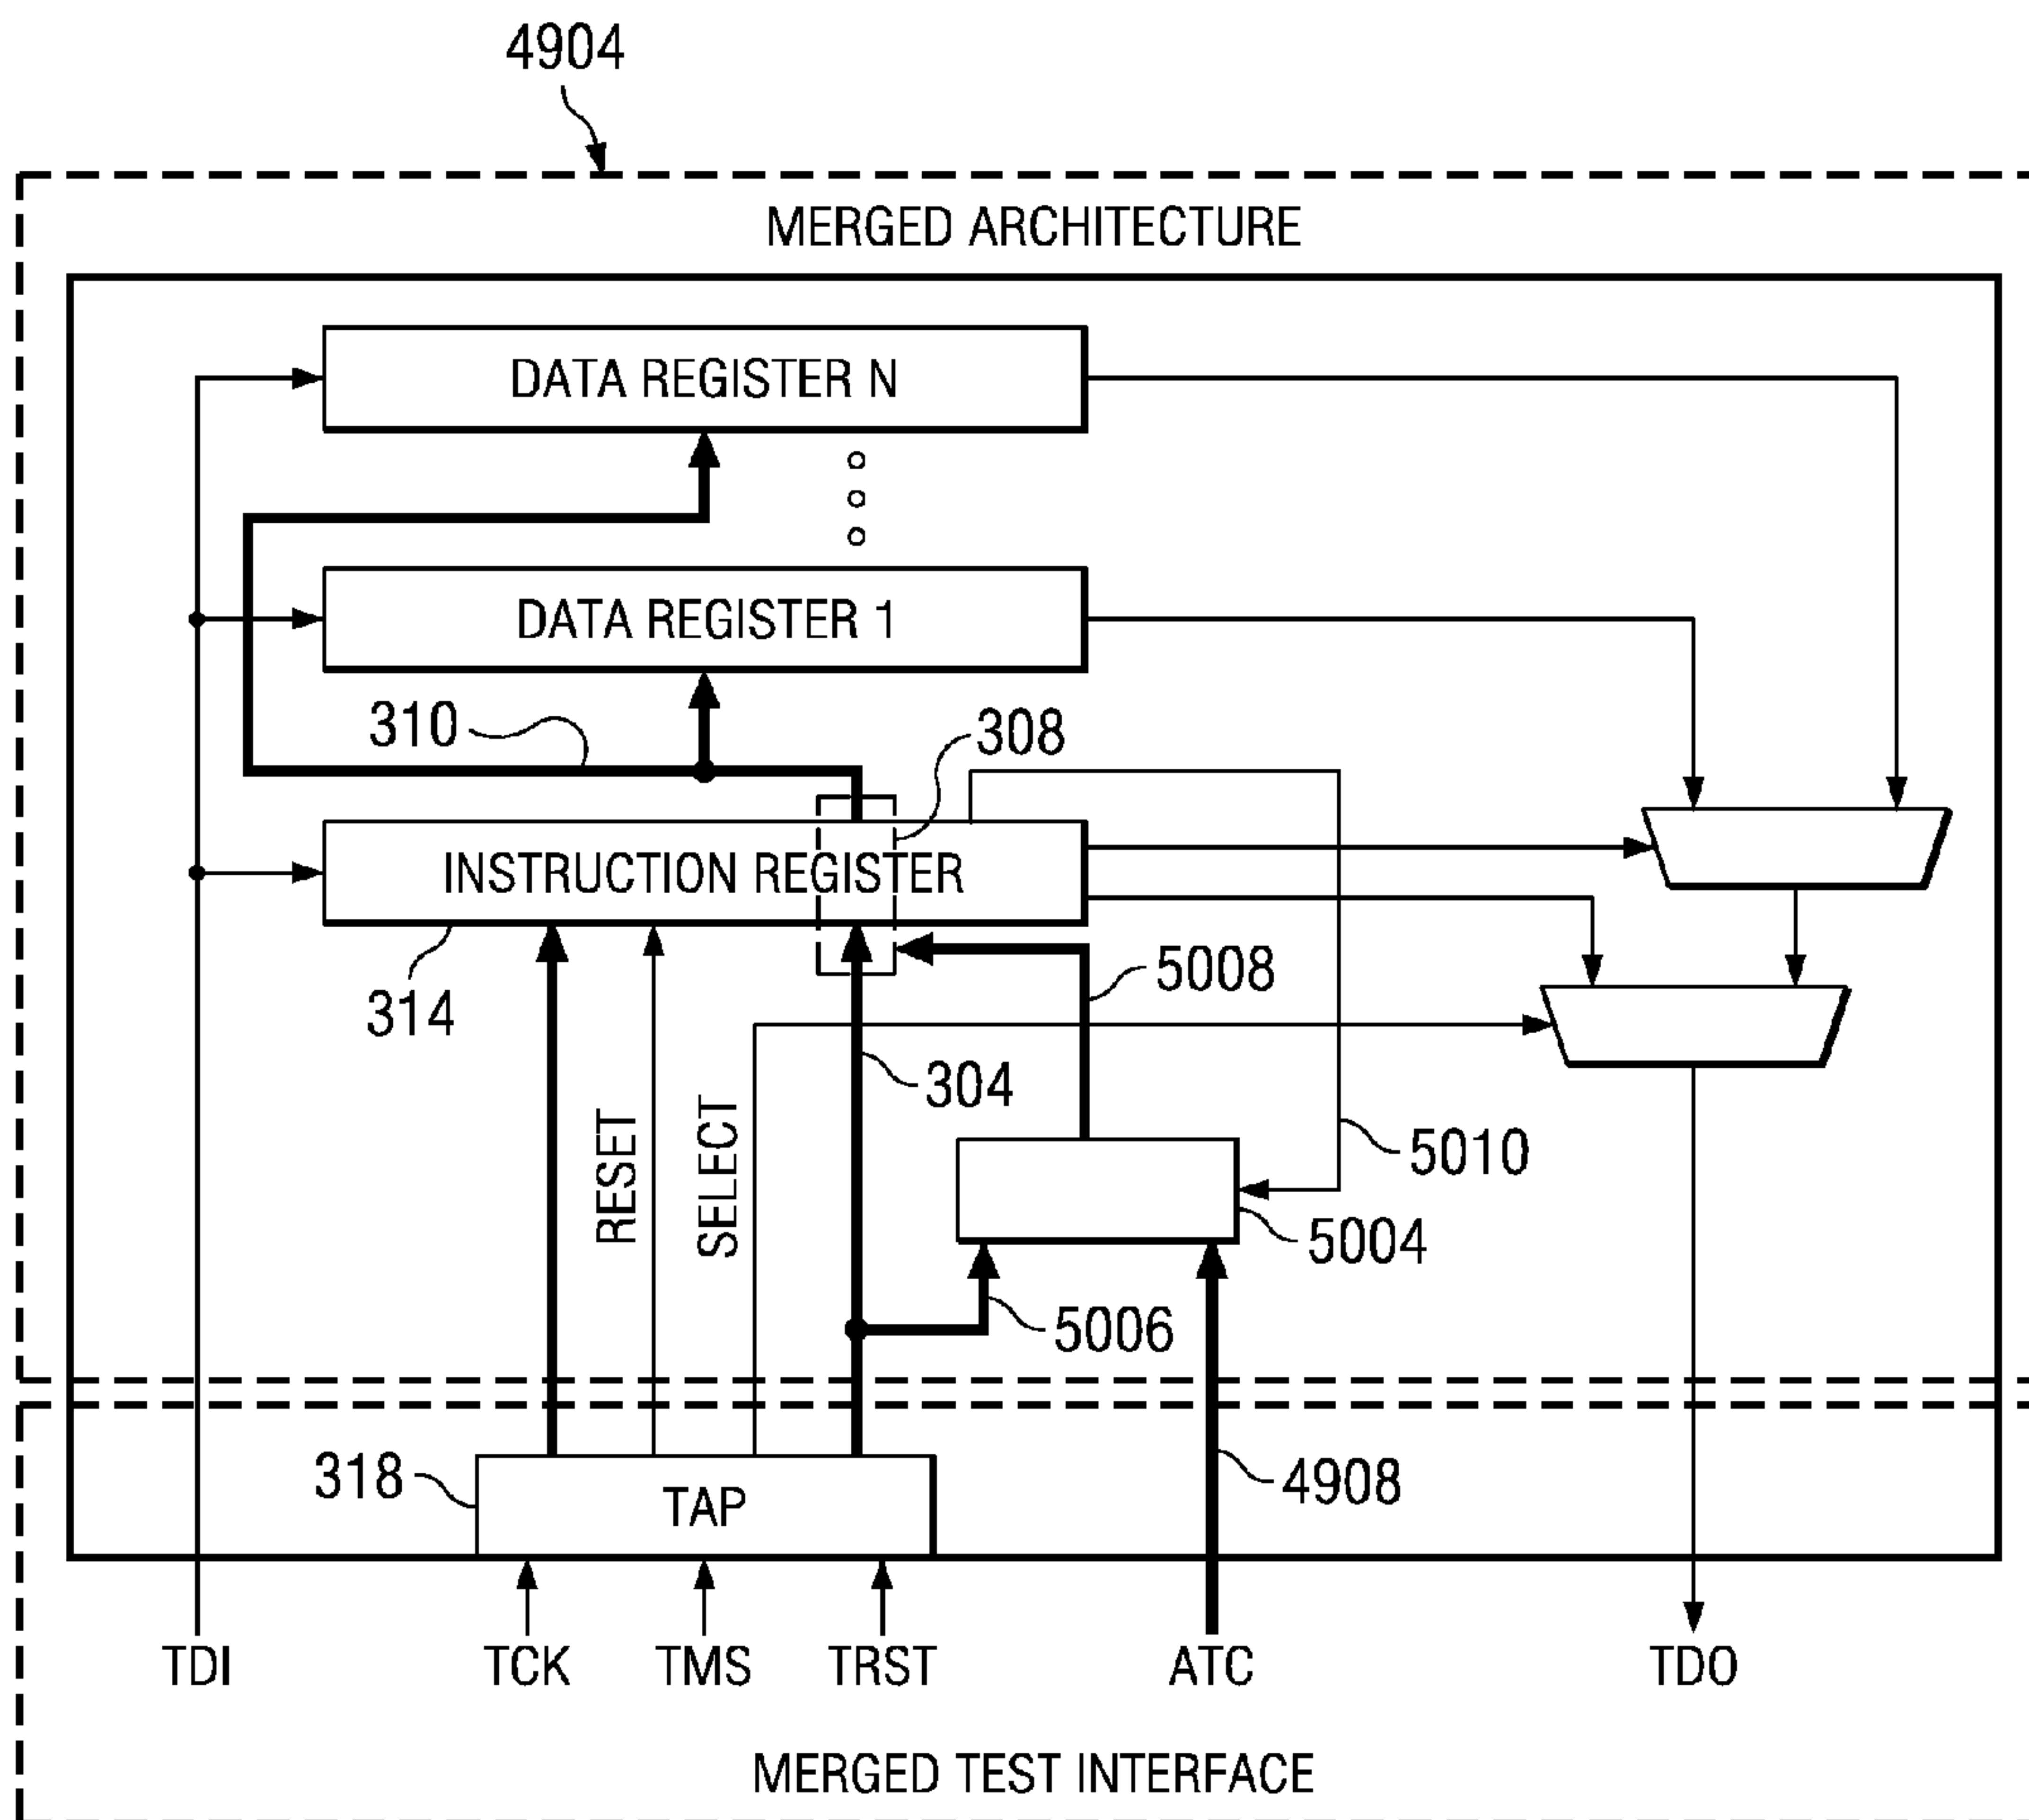 4904
MERGED ARCHITECTURE
DATA REGISTER N
DATA REGISTER 1
310
308
INSTRUCTION REGISTER
314
5008
304
RESET
SELECT
5010
5004
5006
318
TAP
4908
TDI
TCK
TMS
TRST
ATC
TDO
MERGED TEST INTERFACE